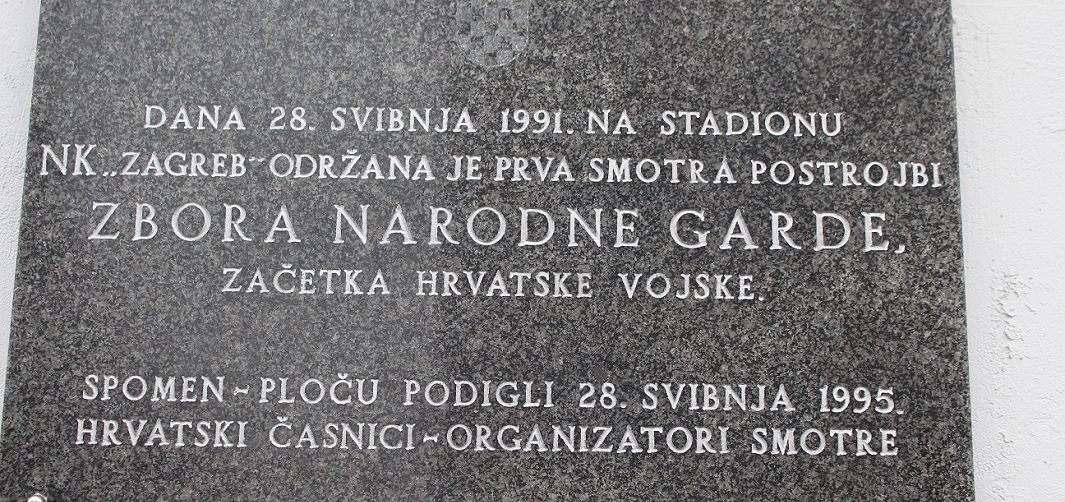 DANA 28. SVIBNJA 1991. NA STADIONU
NK „ZAGREB“ ODRŽANA JE PRVA SMOTRA POSTROJBI
ZBORA NARODNE GARDE,
ZAČETKA HRVATSKE VOJSKE.
SPOMEN-PLOČU PODIGLI 28. SVIBNJA 1995.
HRVATSKI ČASNICI-ORGANIZATORI SMOTRE